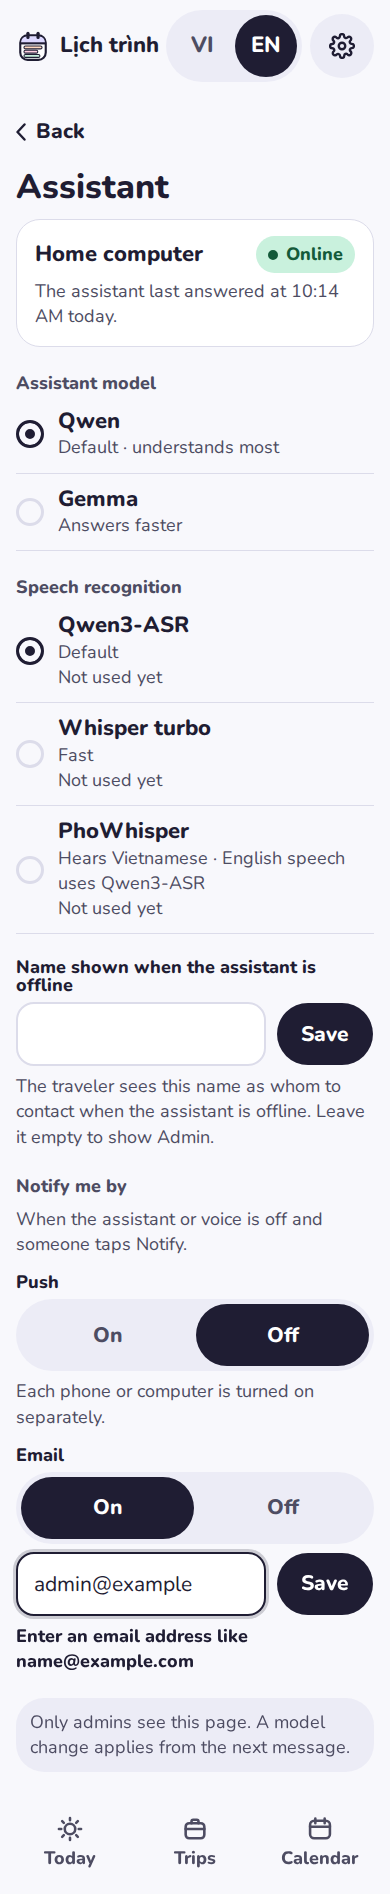 Lịch trình VI EN
Back
Assistant
Home computer Online
The assistant last answered at 10:14
AM today.
Assistant model
Qwen
Default · understands most
Gemma
Answers faster
Speech recognition
Qwen3-ASR
Default
Not used yet
Whisper turbo
Fast
Not used yet
PhoWhisper
Hears Vietnamese · English speech
uses Qwen3-ASR
Not used yet
Name shown when the assistant is
offline
Save
The traveler sees this name as whom to
contact when the assistant is offline. Leave
it empty to show Admin.
Notify me by
When the assistant or voice is off and
someone taps Notify.
Push
On Off
Each phone or computer is turned on
separately.
Email
On Off
admin@example Save
Enter an email address like
name@example.com
Only admins see this page. A model
change applies from the next message.
Today Trips Calendar